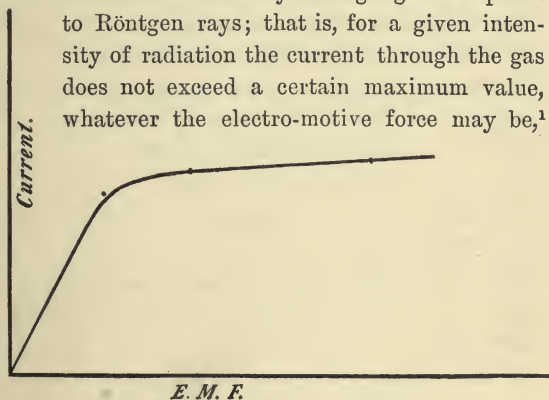 to Röntgen rays; that is, for a given inten-
sity of radiation the current through the gas
does not exceed a certain maximum value,
whatever the electro-motive force may be,¹
Current.
E. M. F.